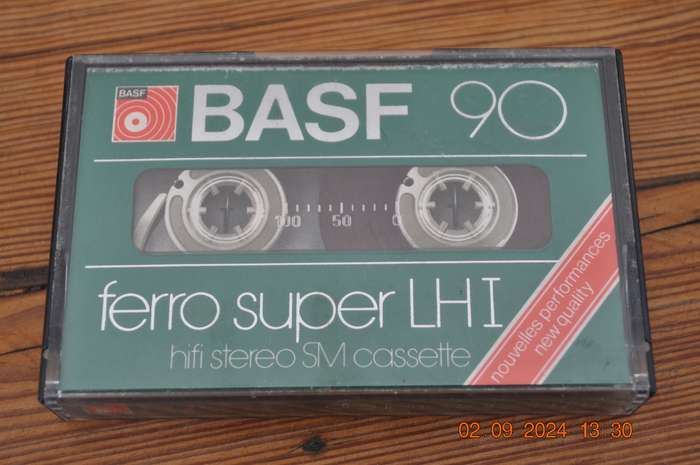 BASF
BASF 90
100 50 0
ferro super LH I
hifi stereo SM cassette
nouvelles performances
new quality
02 09 2024 13 30